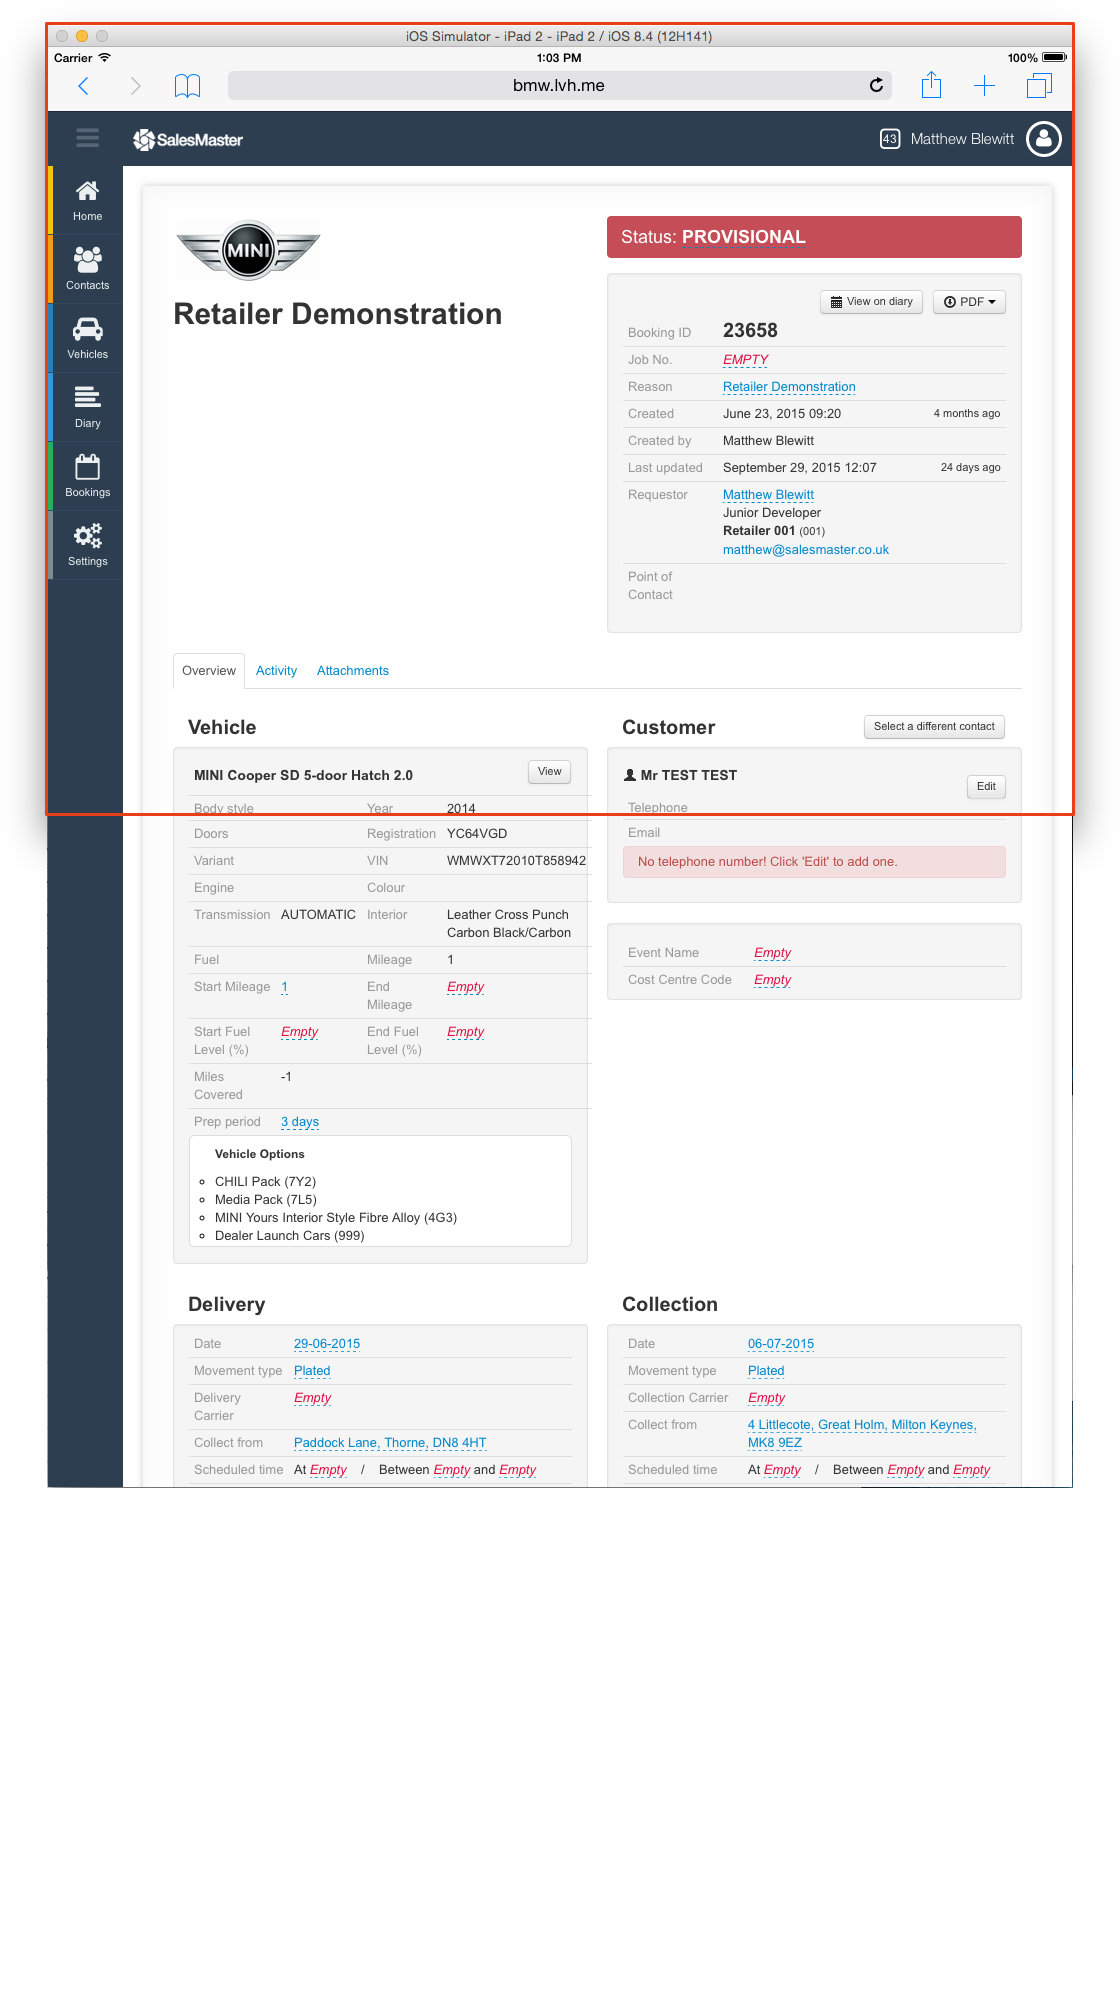 iOS Simulator - iPad 2 - iPad 2 / iOS 8.4 (12H141)
Carrier 1:03 PM 100%
bmw.lvh.me
SalesMaster 43 Matthew Blewitt
Home
Contacts
Vehicles
Diary
Bookings
Settings
MINI
Retailer Demonstration
Status: PROVISIONAL
View on diary PDF
Booking ID 23658
Job No. EMPTY
Reason Retailer Demonstration
Created June 23, 2015 09:20 4 months ago
Created by Matthew Blewitt
Last updated September 29, 2015 12:07 24 days ago
Requestor Matthew Blewitt
Junior Developer
Retailer 001 (001)
matthew@salesmaster.co.uk
Point of
Contact
Overview Activity Attachments
Vehicle
MINI Cooper SD 5-door Hatch 2.0 View
Body style Year 2014
Doors Registration YC64VGD
Variant VIN WMWXT72010T858942
Engine Colour
Transmission AUTOMATIC Interior Leather Cross Punch
Carbon Black/Carbon
Fuel Mileage 1
Start Mileage 1 End
Mileage Empty
Start Fuel
Level (%) Empty End Fuel
Level (%) Empty
Miles
Covered -1
Prep period 3 days
Vehicle Options
CHILI Pack (7Y2)
Media Pack (7L5)
MINI Yours Interior Style Fibre Alloy (4G3)
Dealer Launch Cars (999)
Customer Select a different contact
Mr TEST TEST
Edit
Telephone
Email
No telephone number! Click 'Edit' to add one.
Event Name Empty
Cost Centre Code Empty
Delivery
Date 29-06-2015
Movement type Plated
Delivery
Carrier Empty
Collect from Paddock Lane, Thorne, DN8 4HT
Scheduled time At Empty / Between Empty and Empty
Collection
Date 06-07-2015
Movement type Plated
Collection Carrier Empty
Collect from 4 Littlecote, Great Holm, Milton Keynes,
MK8 9EZ
Scheduled time At Empty / Between Empty and Empty